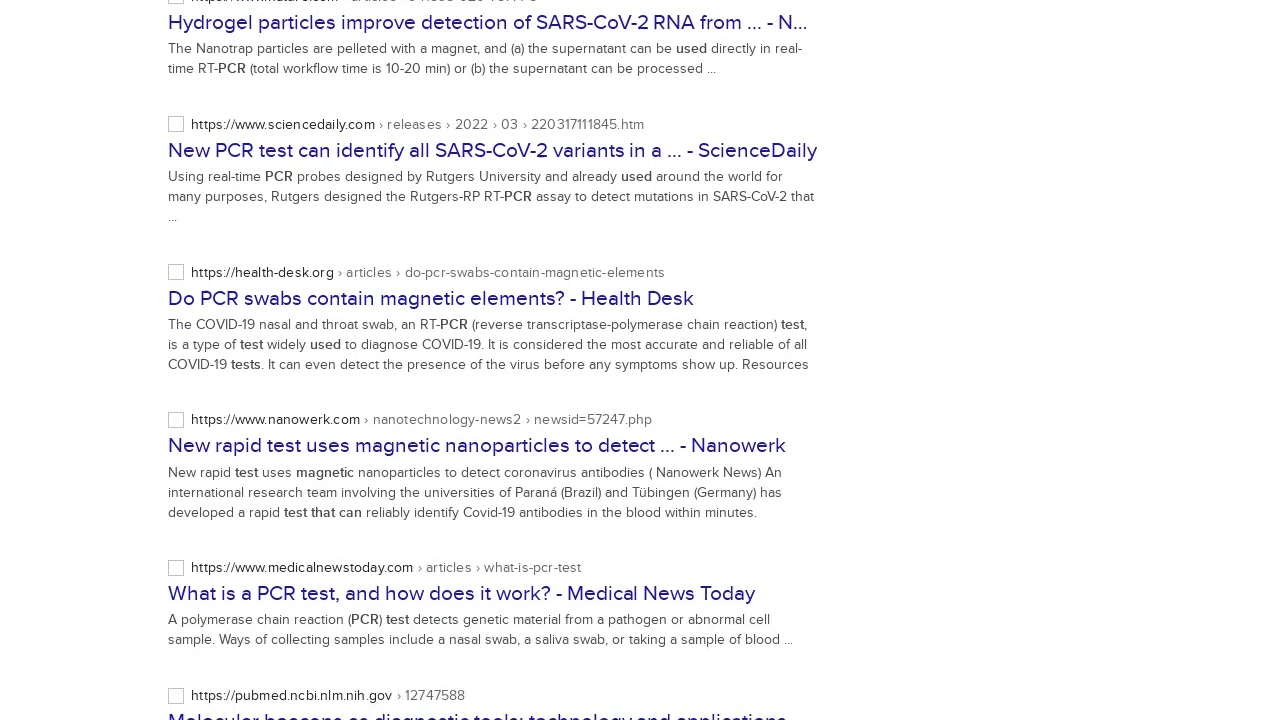 Hydrogel particles improve detection of SARS-CoV-2 RNA from ... - N...
The Nanotrap particles are pelleted with a magnet, and (a) the supernatant can be used directly in real-
time RT-PCR (total workflow time is 10-20 min) or (b) the supernatant can be processed ...
https://www.sciencedaily.com › releases › 2022 › 03 › 220317111845.htm
New PCR test can identify all SARS-CoV-2 variants in a ... - ScienceDaily
Using real-time PCR probes designed by Rutgers University and already used around the world for
many purposes, Rutgers designed the Rutgers-RP RT-PCR assay to detect mutations in SARS-CoV-2 that
...
https://health-desk.org › articles › do-pcr-swabs-contain-magnetic-elements
Do PCR swabs contain magnetic elements? - Health Desk
The COVID-19 nasal and throat swab, an RT-PCR (reverse transcriptase-polymerase chain reaction) test,
is a type of test widely used to diagnose COVID-19. It is considered the most accurate and reliable of all
COVID-19 tests. It can even detect the presence of the virus before any symptoms show up. Resources
https://www.nanowerk.com › nanotechnology-news2 › newsid=57247.php
New rapid test uses magnetic nanoparticles to detect ... - Nanowerk
New rapid test uses magnetic nanoparticles to detect coronavirus antibodies ( Nanowerk News) An
international research team involving the universities of Paraná (Brazil) and Tübingen (Germany) has
developed a rapid test that can reliably identify Covid-19 antibodies in the blood within minutes.
https://www.medicalnewstoday.com › articles › what-is-pcr-test
What is a PCR test, and how does it work? - Medical News Today
A polymerase chain reaction (PCR) test detects genetic material from a pathogen or abnormal cell
sample. Ways of collecting samples include a nasal swab, a saliva swab, or taking a sample of blood ...
https://pubmed.ncbi.nlm.nih.gov › 12747588
Molecular beacons as diagnostic tools: technology and applications